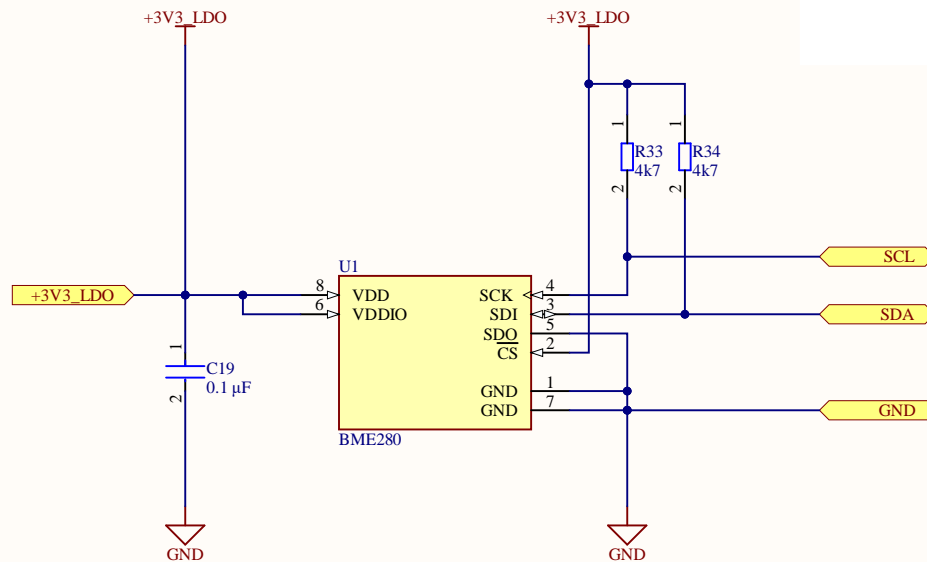 +3V3_LDO
+3V3_LDO
1
1
R33
R34
4k7
4k7
2
2
SCL
U1
+3V3_LDO
8
VDD
SCK
4
6
VDDIO
SDI
3
SDA
SDO
5
CS
2
1
C19
0.1 µF
2
GND
1
GND
7
GND
BME280
GND
GND